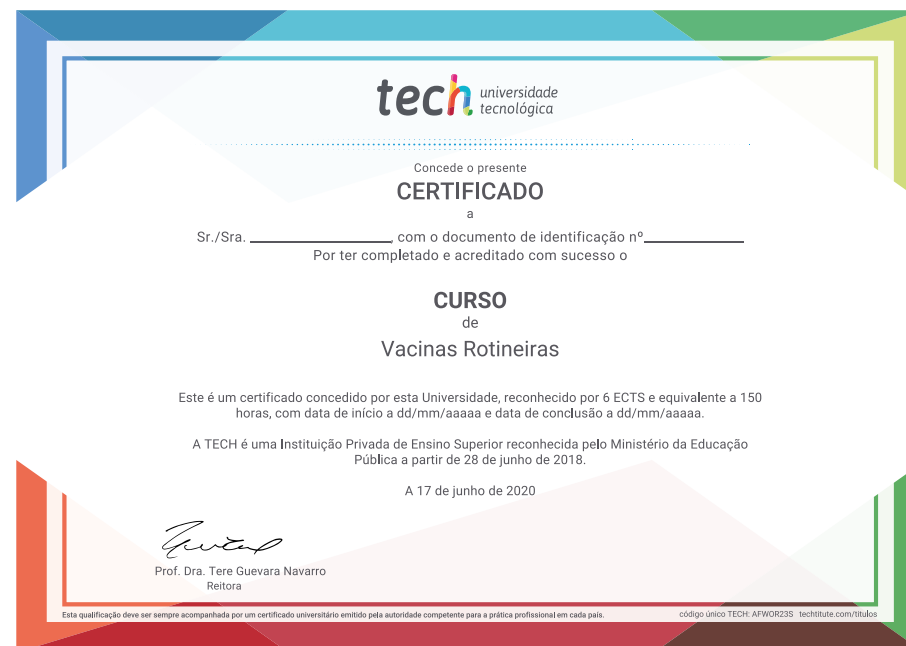 tech universidade
tecnológica
Concede o presente
CERTIFICADO
a
Sr./Sra. , com o documento de identificação nº
Por ter completado e acreditado com sucesso o
CURSO
de
Vacinas Rotineiras
Este é um certificado concedido por esta Universidade, reconhecido por 6 ECTS e equivalente a 150
horas, com data de início a dd/mm/aaaaa e data de conclusão a dd/mm/aaaaa.
A TECH é uma Instituição Privada de Ensino Superior reconhecida pelo Ministério da Educação
Pública a partir de 28 de junho de 2018.
A 17 de junho de 2020
Prof. Dra. Tere Guevara Navarro
Reitora
Esta qualificação deve ser sempre acompanhada por um certificado universitário emitido pela autoridade competente para a prática profissional em cada país.
código único TECH: AFWOR23S techtitute.com/titulos